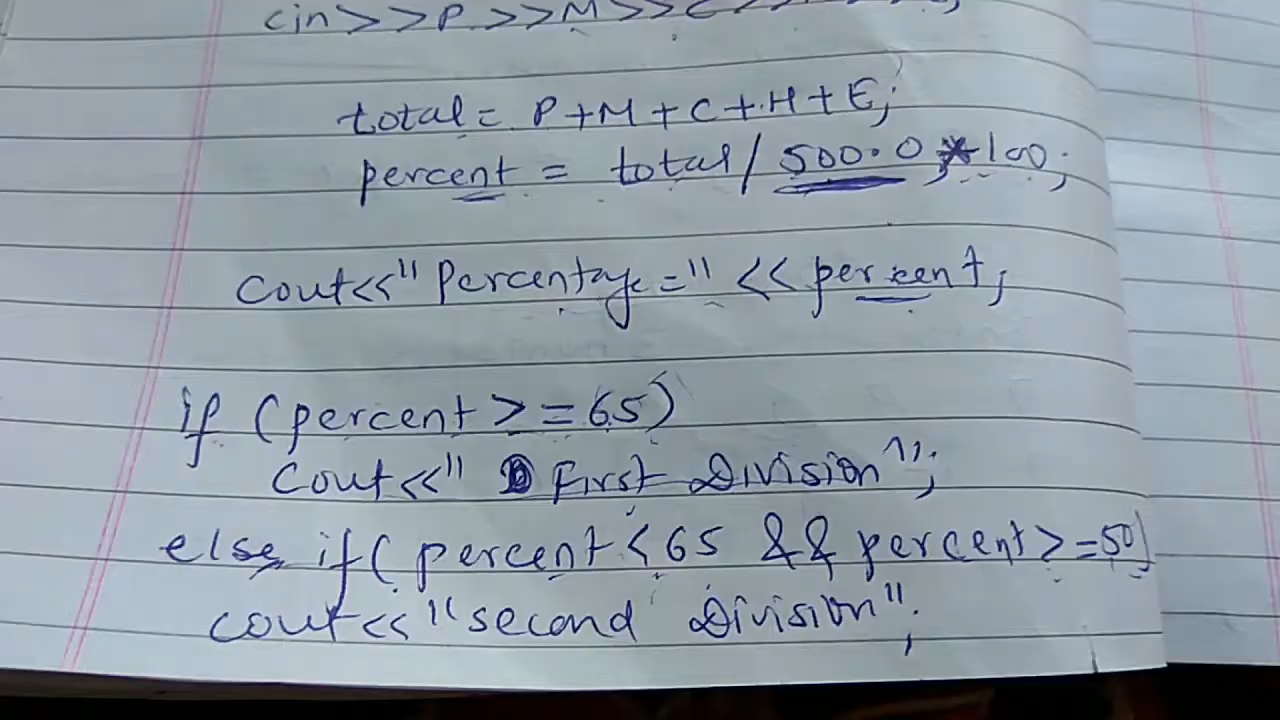 cin>>P>>M>>C>>
total= P+M+C+H+E;
percent = total/500.0*100;
Cout<<"Percentage="<<percent;
if (percent >=65)
Cout<<" First Division";
else if(percent<65 && percent>=50)
cout<<"second Division";